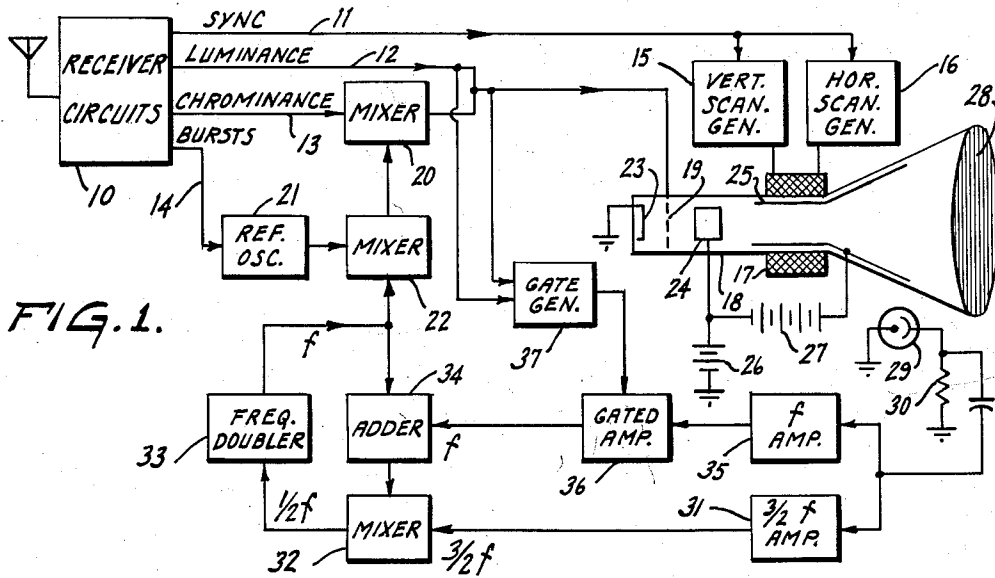 SYNC 11
RECEIVER
CIRCUITS
LUMINANCE 12
CHROMINANCE
13
BURSTS
10
14
MIXER
20
15
VERT.
SCAN.
GEN.
HOR.
SCAN.
GEN.
16
28
23
19
25
24
18
17
21
REF.
OSC.
MIXER
22
GATE
GEN.
37
26
27
29
30
FIG. 1.
f
34
33
FREQ.
DOUBLER
ADDER
f
GATED
AMP.
36
f
AMP.
35
1/2f
MIXER
32
3/2f
31
3/2 f
AMP.